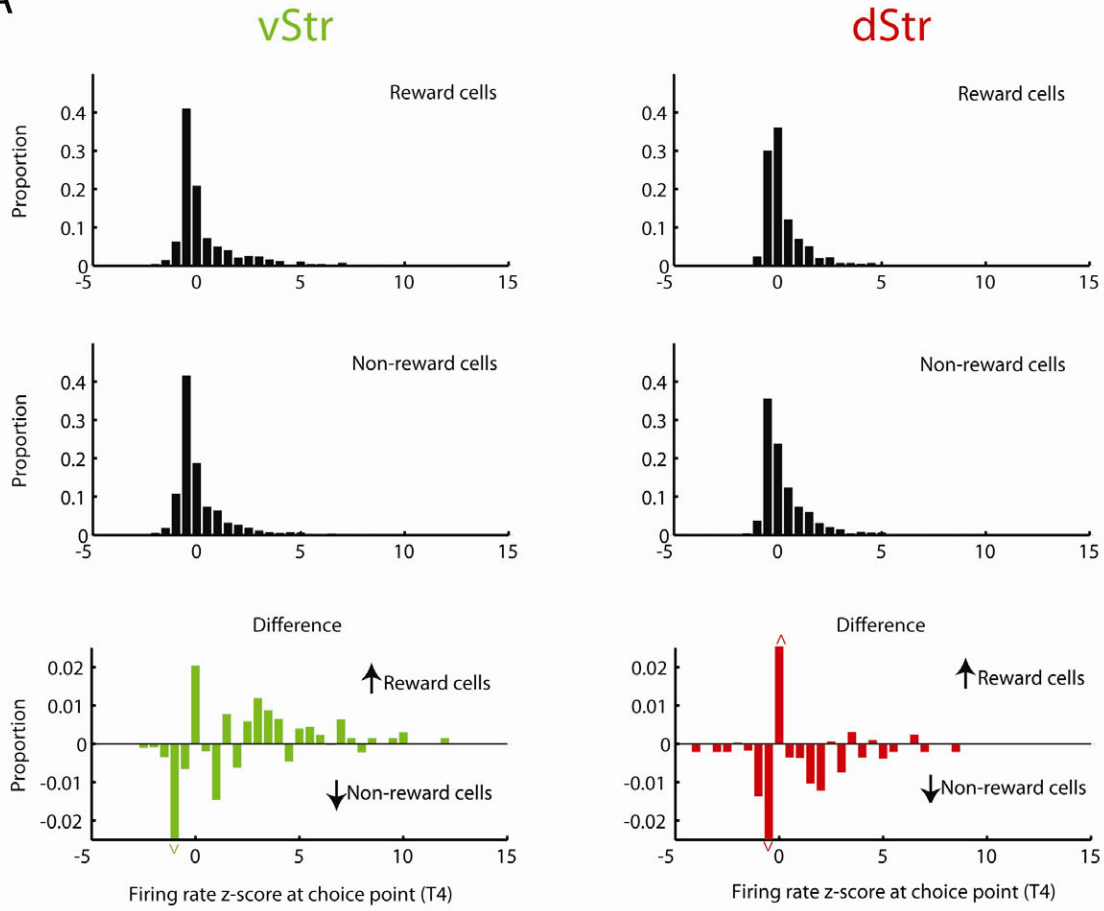 A
vStr
dStr
Reward cells
Reward cells
Proportion
0.4
0.3
0.2
0.1
0
-5 0 5 10 15
0.4
0.3
0.2
0.1
0
-5 0 5 10 15
Non-reward cells
Non-reward cells
Proportion
0.4
0.3
0.2
0.1
0
-5 0 5 10 15
0.4
0.3
0.2
0.1
0
-5 0 5 10 15
Difference
Difference
Proportion
0.02
0.01
0
-0.01
-0.02
Reward cells
Non-reward cells
-5 0 5 10 15
Firing rate z-score at choice point (T4)
0.02
0.01
0
-0.01
-0.02
Reward cells
Non-reward cells
-5 0 5 10 15
Firing rate z-score at choice point (T4)